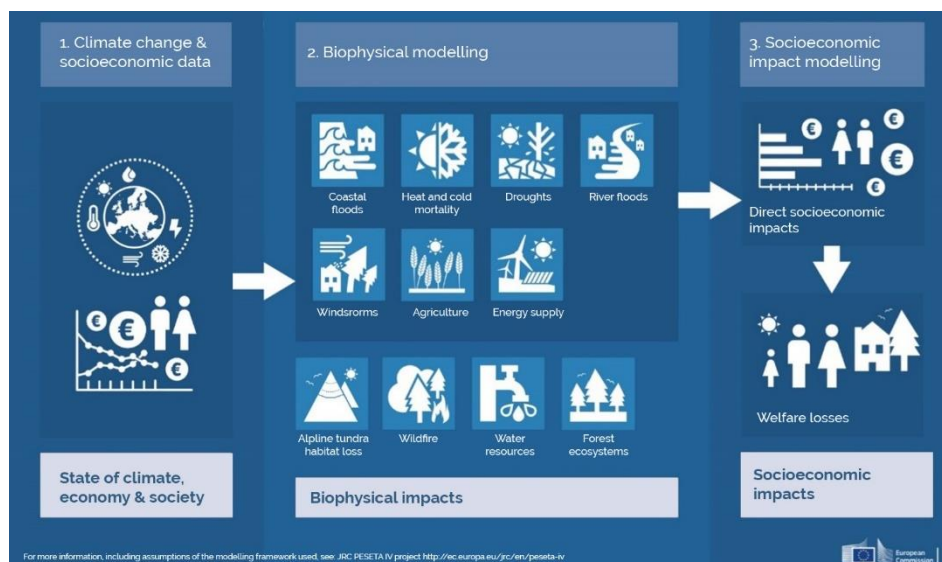 1. Climate change &
socioeconomic data
2. Biophysical modelling
3. Socioeconomic
impact modelling
Coastal
floods
Heat and cold
mortality
Droughts
River floods
Windsrorms
Agriculture
Energy supply
Alpline tundra
habitat loss
Wildfire
Water
resources
Forest
ecosystems
Direct socioeconomic
impacts
Welfare losses
State of climate,
economy & society
Biophysical impacts
Socioeconomic
impacts
For more information, including assumptions of the modelling framework used, see: JRC PESETA IV project http://ec.europa.eu/jrc/en/peseta-iv
European
Commission